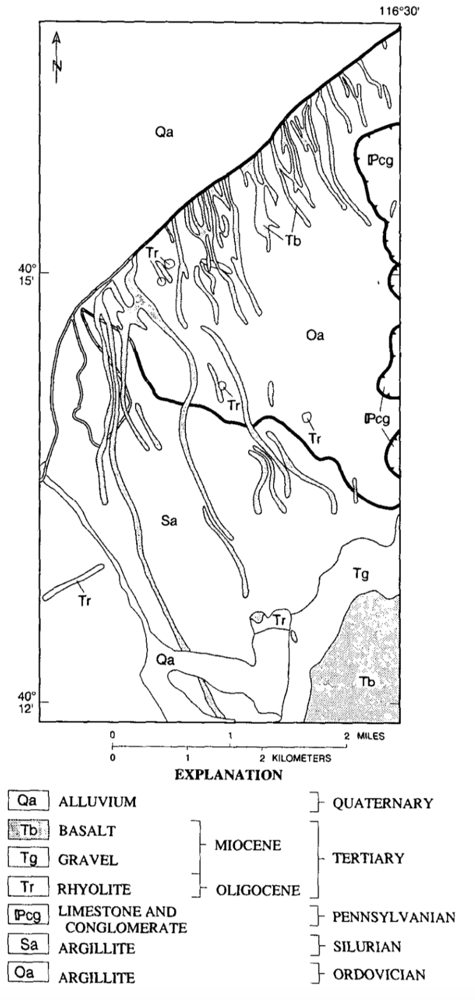 116°30'
N
Qa
ℙcg
Tb
Tr
40°
15'
Oa
Tr
ℙcg
Tr
Sa
Tg
Tr
Tr
Qa
Tb
40°
12'
0 1 2 MILES
0 1 2 KILOMETERS
EXPLANATION
Qa ALLUVIUM QUATERNARY
Tb BASALT
MIOCENE
Tg GRAVEL TERTIARY
Tr RHYOLITE OLIGOCENE
ℙcg LIMESTONE AND
CONGLOMERATE PENNSYLVANIAN
Sa ARGILLITE SILURIAN
Oa ARGILLITE ORDOVICIAN